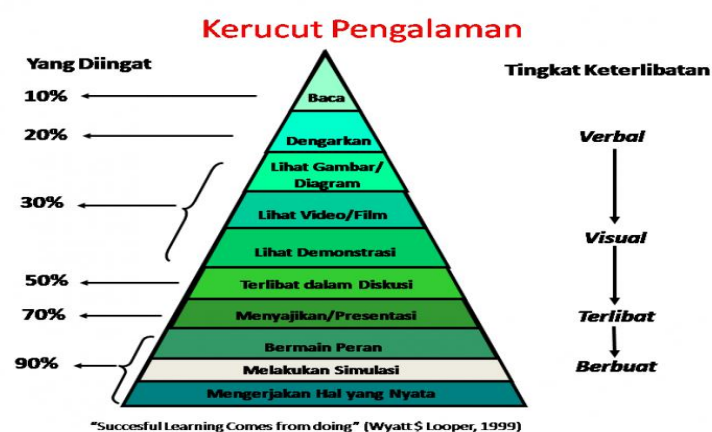 Kerucut Pengalaman
Yang Diingat
Tingkat Keterlibatan
10%
Baca
20%
Dengarkan
Verbal
Lihat Gambar/
Diagram
30%
Lihat Video/Film
Visual
Lihat Demonstrasi
50%
Terlibat dalam Diskusi
70%
Menyajikan/Presentasi
Terlibat
Bermain Peran
90%
Melakukan Simulasi
Berbuat
Mengerjakan Hal yang Nyata
"Succesful Learning Comes from doing" (Wyatt $ Looper, 1999)